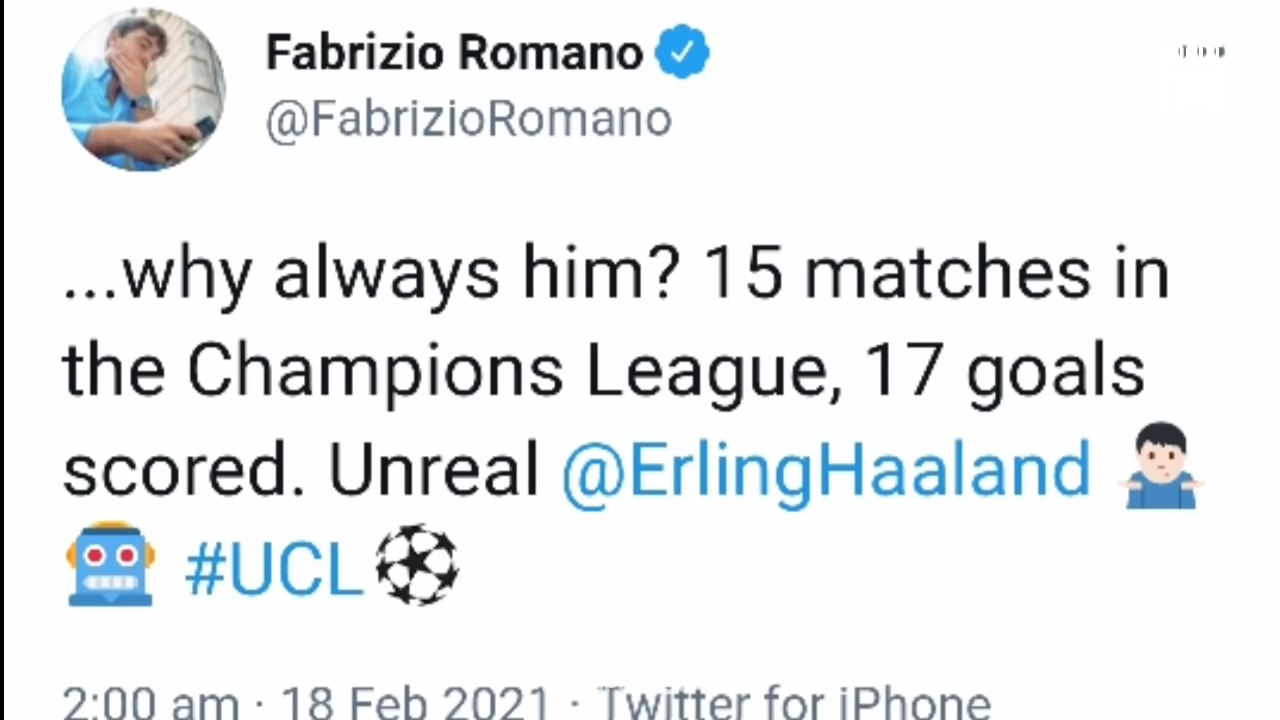 Fabrizio Romano
@FabrizioRomano
...why always him? 15 matches in
the Champions League, 17 goals
scored. Unreal @ErlingHaaland 🤷🏻‍♂️
🤖 #UCL⚽
2:00 am · 18 Feb 2021 · Twitter for iPhone